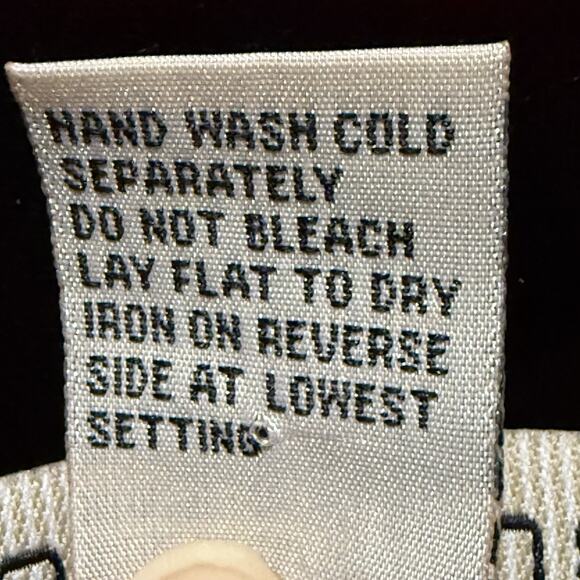 HAND WASH COLD
SEPARATELY
DO NOT BLEACH
LAY FLAT TO DRY
IRON ON REVERSE
SIDE AT LOWEST
SETTING